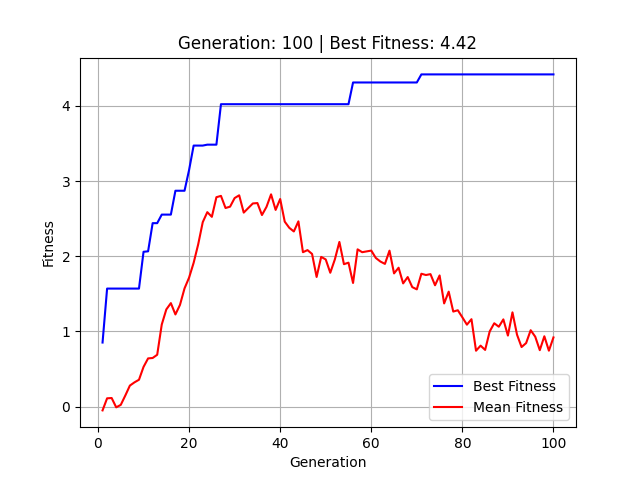 Generation: 100 | Best Fitness: 4.42
Fitness
4
3
2
1
0
0 20 40 60 80 100
Generation
Best Fitness
Mean Fitness